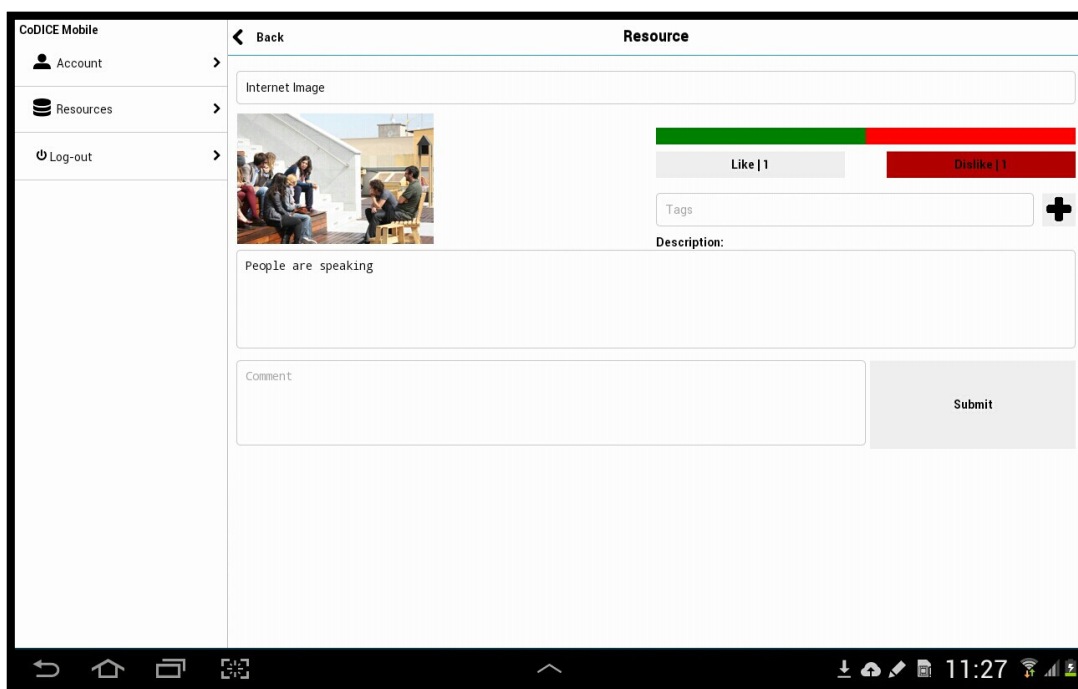 CoDICE Mobile
Account
Resources
Log-out
Back
Resource
Internet Image
Like | 1
Dislike | 1
Tags
Description:
People are speaking
Comment
Submit
11:27